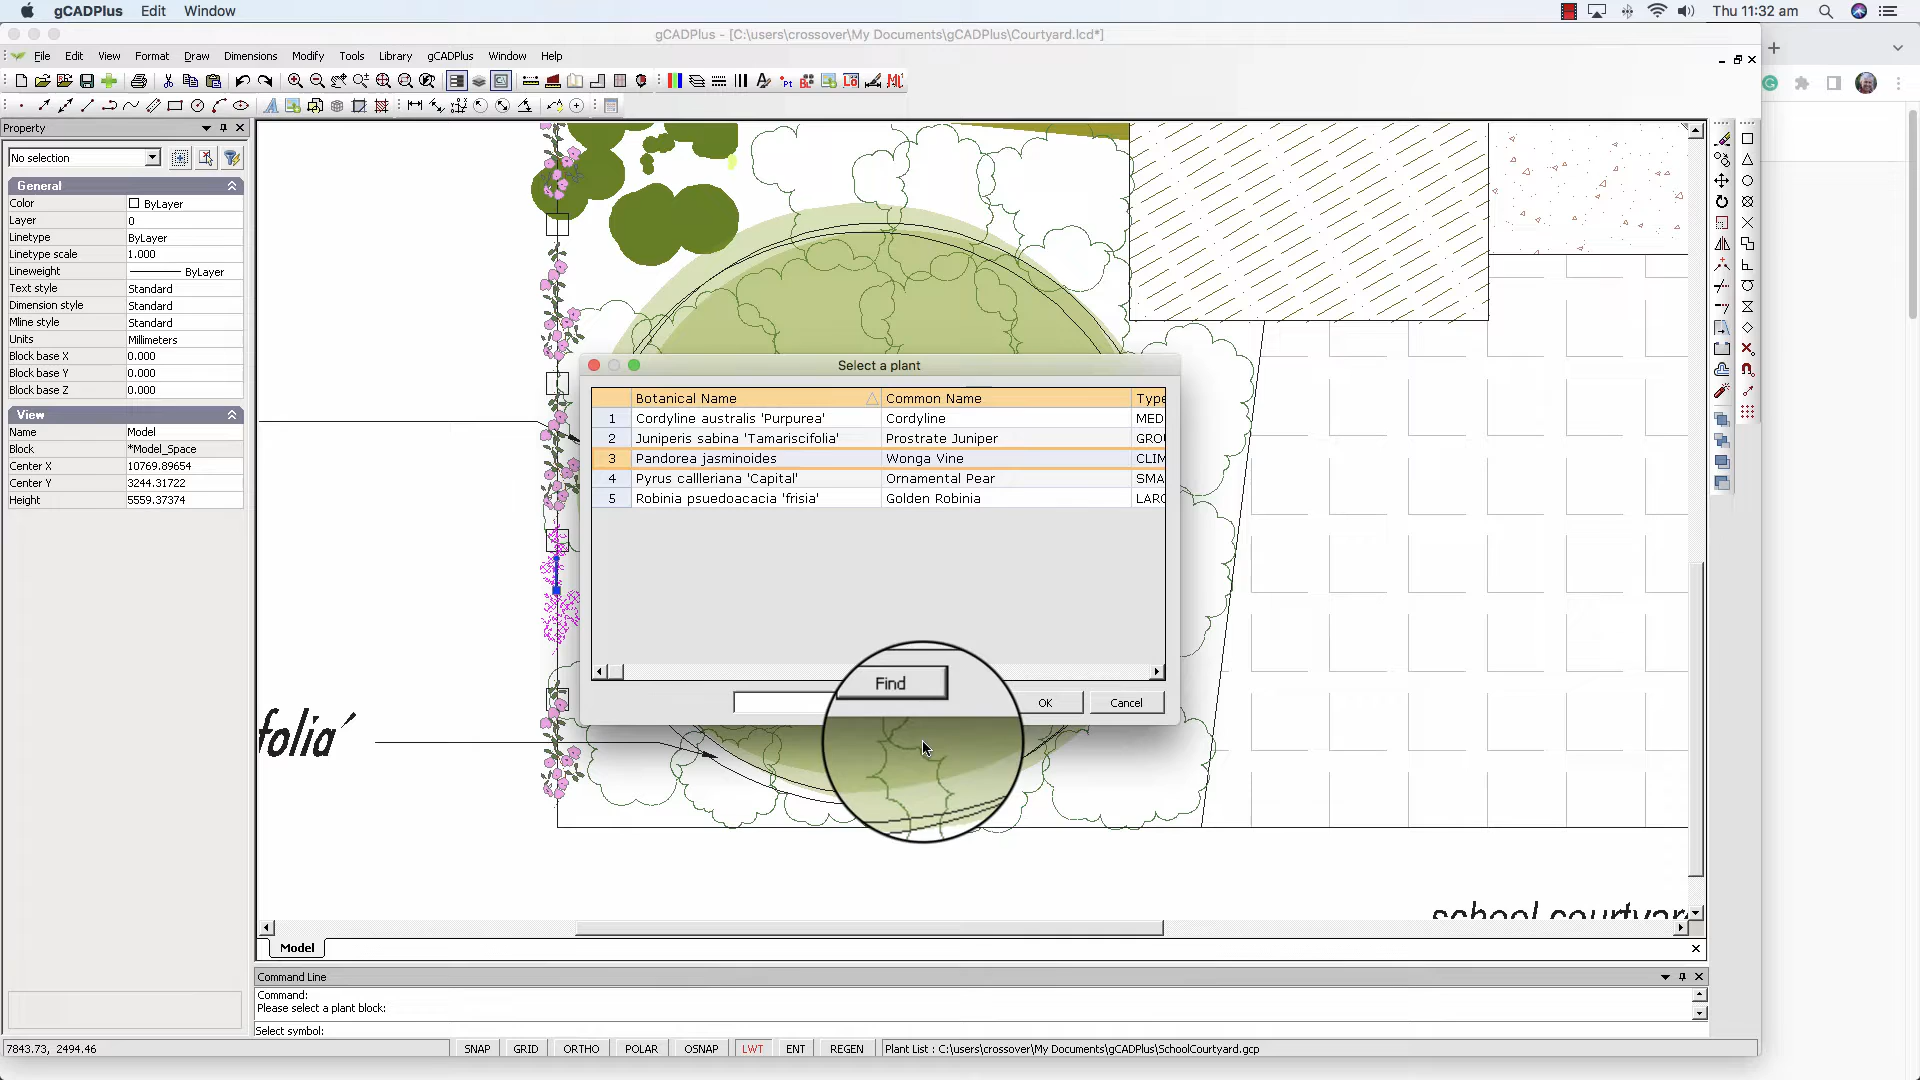 gCADPlus Edit Window
Thu 11:32 am
gCADPlus - [C:\users\crossover\My Documents\gCADPlus\Courtyard.lcd*]
File Edit View Format Draw Dimensions Modify Tools Library gCADPlus Window Help
Property
No selection
General
Color ByLayer
Layer 0
Linetype ByLayer
Linetype scale 1.000
Lineweight ByLayer
Text style Standard
Dimension style Standard
Mline style Standard
Units Millimeters
Block base X 0.000
Block base Y 0.000
Block base Z 0.000
View
Name Model
Block *Model_Space
Center X 10769.89654
Center Y 3244.31722
Height 5559.37374
Select a plant
Botanical Name Common Name Type
1 Cordyline australis 'Purpurea' Cordyline MED
2 Juniperis sabina 'Tamariscifolia' Prostrate Juniper GROU
3 Pandorea jasminoides Wonga Vine CLIM
4 Pyrus callleriana 'Capital' Ornamental Pear SMA
5 Robinia psuedoacacia 'frisia' Golden Robinia LARG
Find
OK Cancel
folia'
school courtyard
Model
Command Line
Command:
Please select a plant block:
Select symbol:
7843.73, 2494.46 SNAP GRID ORTHO POLAR OSNAP LWT ENT REGEN Plant List : C:\users\crossover\My Documents\gCADPlus\SchoolCourtyard.gcp